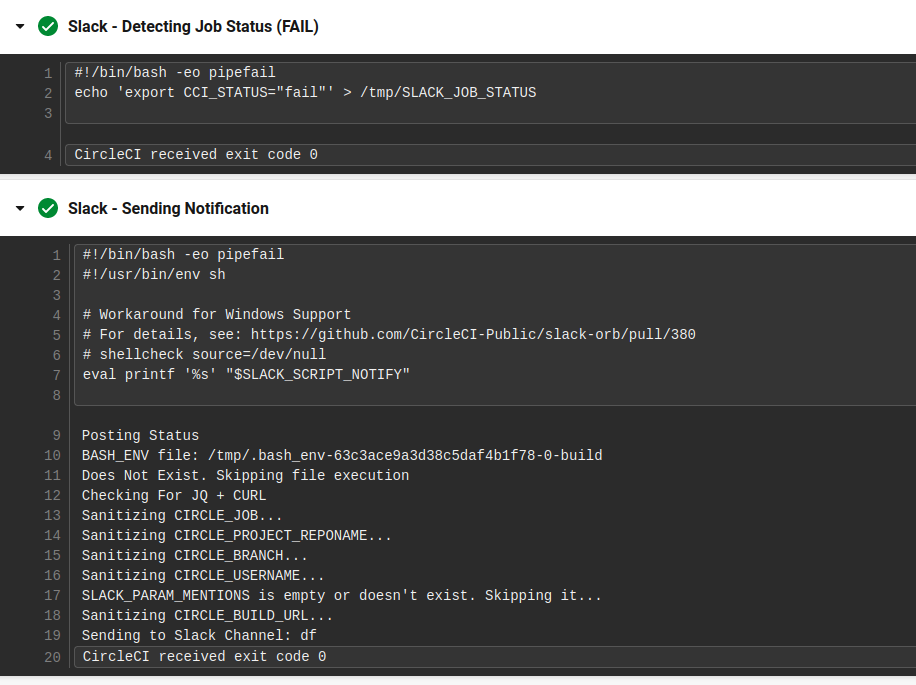 Slack - Detecting Job Status (FAIL)
1 #!/bin/bash -eo pipefail
2 echo 'export CCI_STATUS="fail"' > /tmp/SLACK_JOB_STATUS
3
4 CircleCI received exit code 0
Slack - Sending Notification
1 #!/bin/bash -eo pipefail
2 #!/usr/bin/env sh
3
4 # Workaround for Windows Support
5 # For details, see: https://github.com/CircleCI-Public/slack-orb/pull/380
6 # shellcheck source=/dev/null
7 eval printf '%s' "$SLACK_SCRIPT_NOTIFY"
8
9 Posting Status
10 BASH_ENV file: /tmp/.bash_env-63c3ace9a3d38c5daf4b1f78-0-build
11 Does Not Exist. Skipping file execution
12 Checking For JQ + CURL
13 Sanitizing CIRCLE_JOB...
14 Sanitizing CIRCLE_PROJECT_REPONAME...
15 Sanitizing CIRCLE_BRANCH...
16 Sanitizing CIRCLE_USERNAME...
17 SLACK_PARAM_MENTIONS is empty or doesn't exist. Skipping it...
18 Sanitizing CIRCLE_BUILD_URL...
19 Sending to Slack Channel: df
20 CircleCI received exit code 0